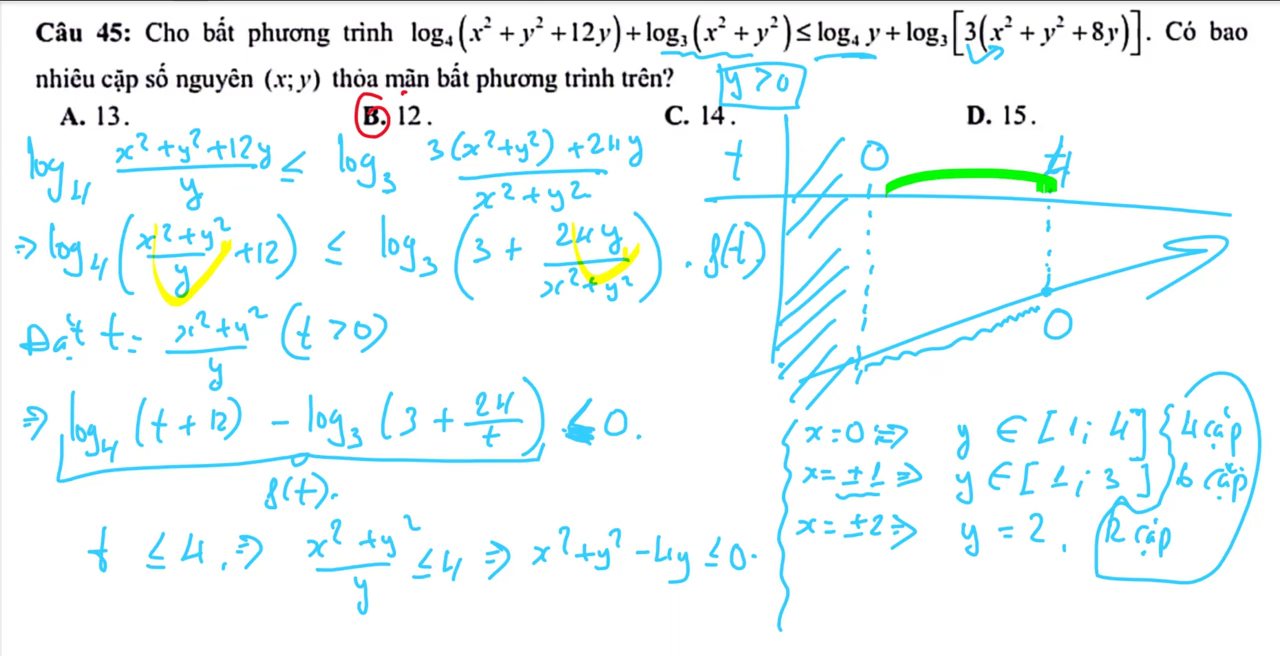 Câu 45: Cho bất phương trình log₄(x² + y² + 12y) + log₃(x² + y²) ≤ log₄ y + log₃[3(x² + y² + 8y)]. Có bao
nhiêu cặp số nguyên (x; y) thỏa mãn bất phương trình trên?
y > 0
A. 13. B. 12. C. 14. D. 15.
log₄ (x² + y² + 12y)/y ≤ log₃ (3(x² + y²) + 24y)/(x² + y²)
t 0 4
⇒ log₄((x² + y²)/y + 12) ≤ log₃(3 + 24y/(x² + y²)).
f(t)
0
Đặt t = (x² + y²)/y (t > 0)
⇒ log₄(t + 12) − log₃(3 + 24/t) ≤ 0.
f(t).
t ≤ 4. ⇒ (x² + y²)/y ≤ 4 ⇒ x² + y² − 4y ≤ 0.
x = 0 ⇒ y ∈ [1; 4] 4 cặp
x = ±1 ⇒ y ∈ [1; 3] 6 cặp
x = ±2 ⇒ y = 2. 2 cặp